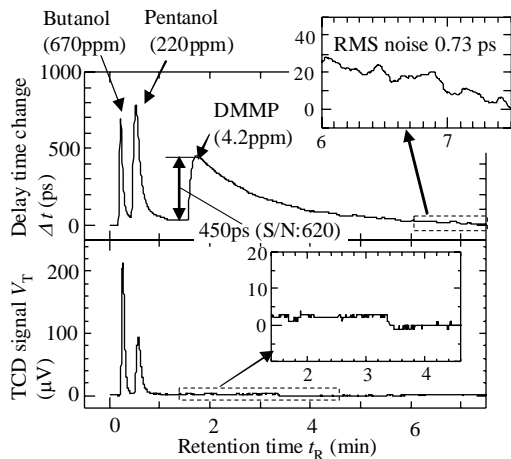 Butanol
(670ppm)
Pentanol
(220ppm)
RMS noise 0.73 ps
40
20
0
6
7
1000
500
0
Delay time change
Δt (ps)
DMMP
(4.2ppm)
450ps (S/N:620)
200
100
0
TCD signal VT
(μV)
20
10
0
2
3
4
0
2
4
6
Retention time tR (min)